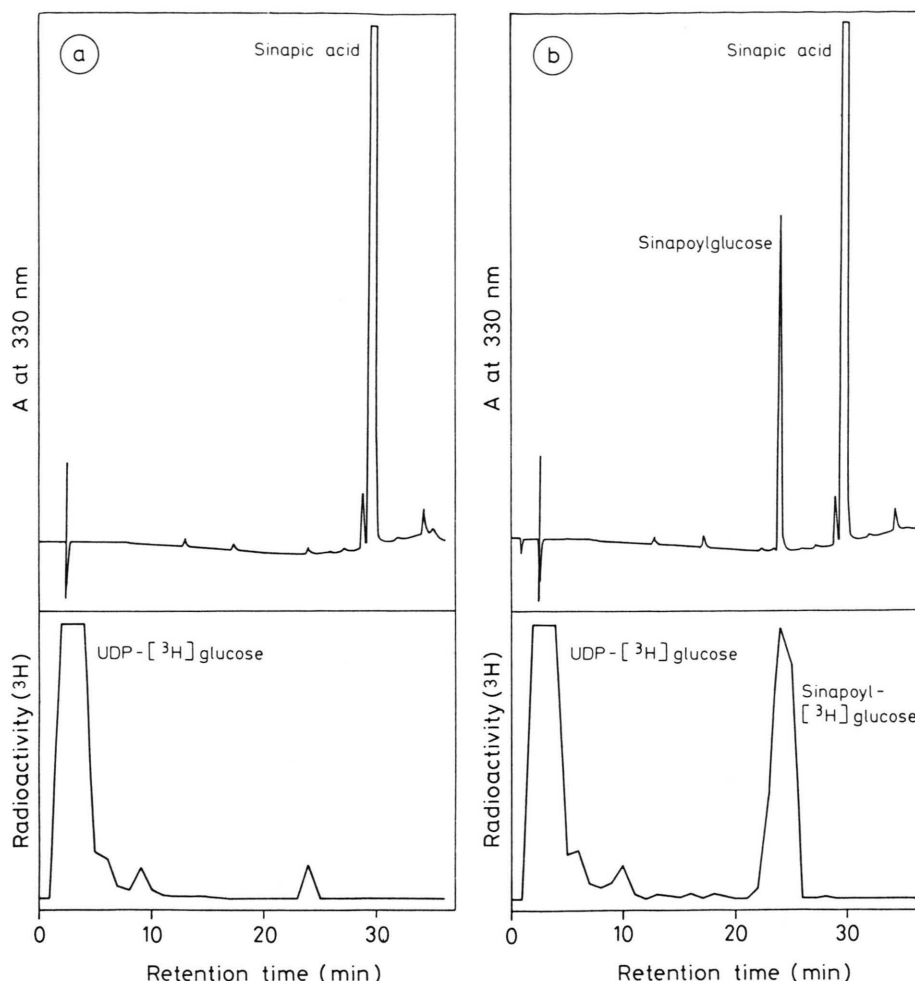 a
Sinapic acid
A at 330 nm
UDP-[³H] glucose
Radioactivity (³H)
0 10 20 30
Retention time (min)
b
Sinapic acid
Sinapoylglucose
A at 330 nm
UDP-[³H] glucose
Sinapoyl-
[³H] glucose
Radioactivity (³H)
0 10 20 30
Retention time (min)